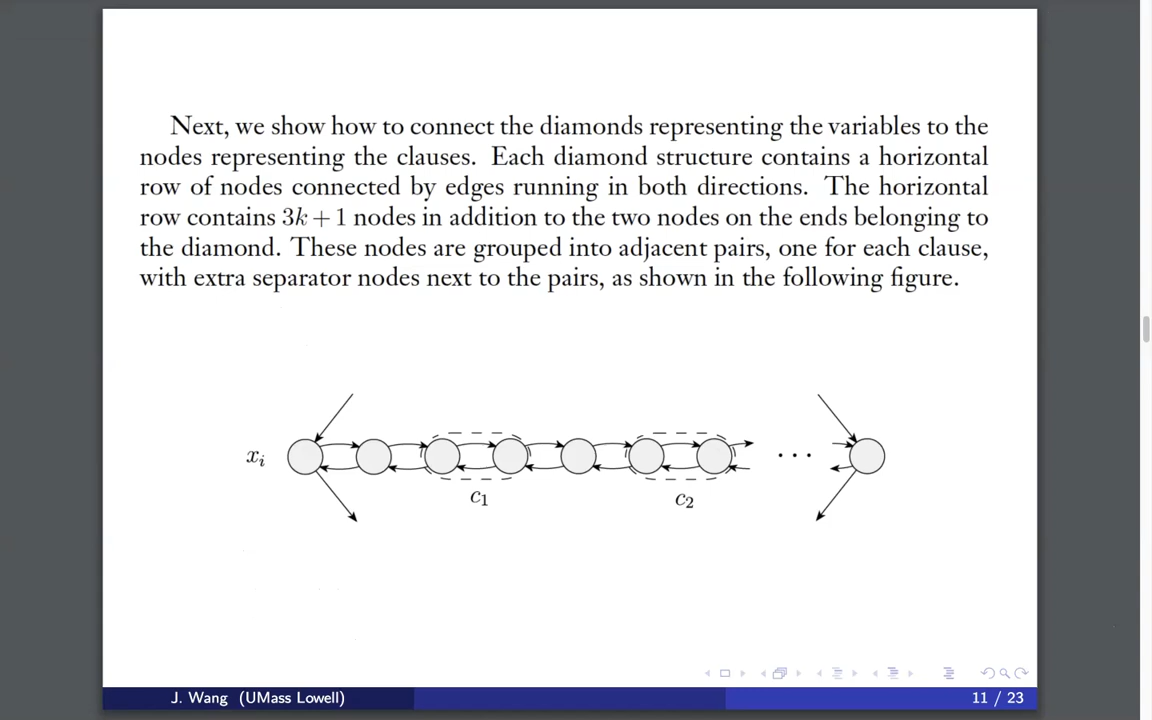 Next, we show how to connect the diamonds representing the variables to the
nodes representing the clauses. Each diamond structure contains a horizontal
row of nodes connected by edges running in both directions. The horizontal
row contains 3k + 1 nodes in addition to the two nodes on the ends belonging to
the diamond. These nodes are grouped into adjacent pairs, one for each clause,
with extra separator nodes next to the pairs, as shown in the following figure.
xᵢ
· · ·
c₁
c₂
J. Wang (UMass Lowell)
11 / 23